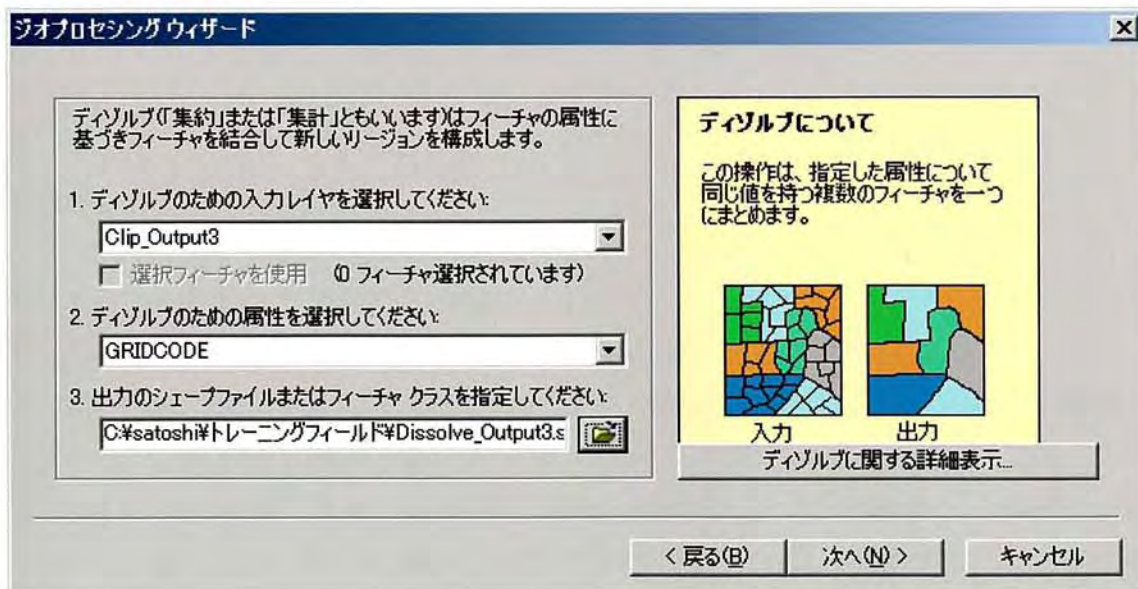 ジオプロセシング ウィザード
ディゾルブ(「集約」または「集計」ともいいます)はフィーチャの属性に
基づきフィーチャを結合して新しいリージョンを構成します。
1. ディゾルブのための入力レイヤを選択してください:
Clip_Output3
選択フィーチャを使用 (0 フィーチャ選択されています)
2. ディゾルブのための属性を選択してください:
GRIDCODE
3. 出力のシェープファイルまたはフィーチャ クラスを指定してください:
C:¥satoshi¥トレーニングフィールド¥Dissolve_Output3.s
ディゾルブについて
この操作は、指定した属性について
同じ値を持つ複数のフィーチャを一つ
にまとめます。
入力 出力
ディゾルブに関する詳細表示...
< 戻る(B) 次へ(N) > キャンセル